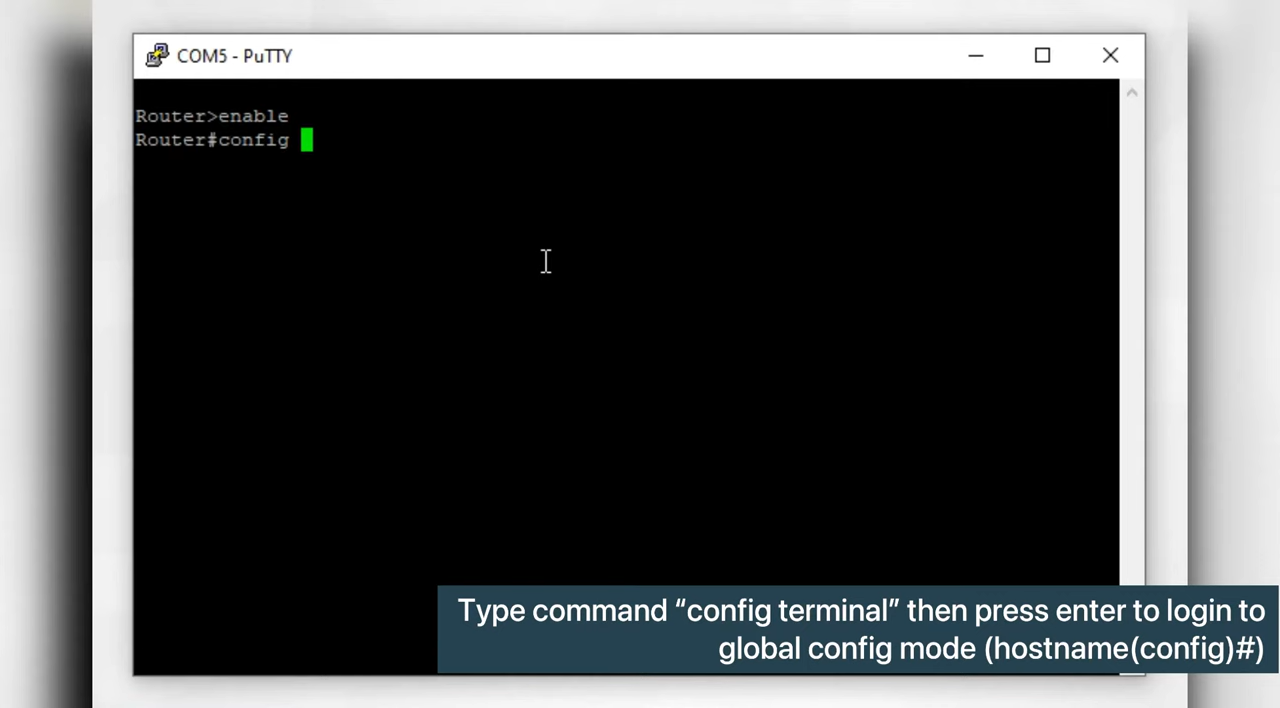 COM5 - PuTTY
Router>enable
Router#config
Type command “config terminal” then press enter to login to
global config mode (hostname(config)#)